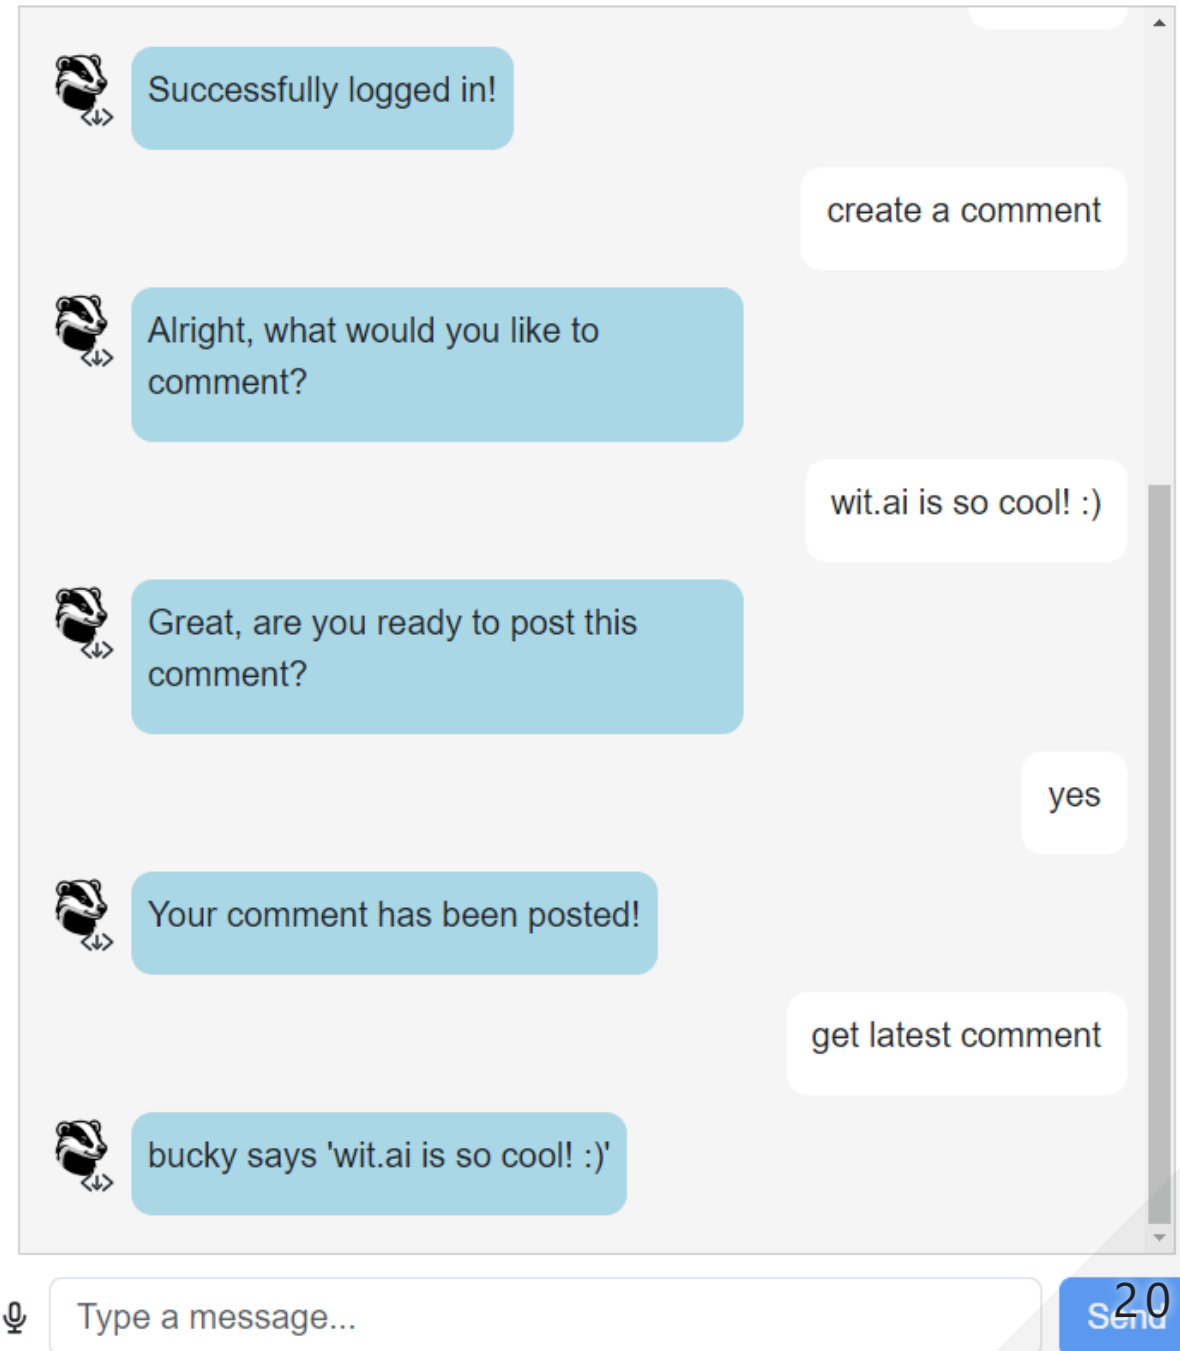 Successfully logged in!
create a comment
Alright, what would you like to
comment?
wit.ai is so cool! :)
Great, are you ready to post this
comment?
yes
Your comment has been posted!
get latest comment
bucky says 'wit.ai is so cool! :)'
Type a message...
Send
20